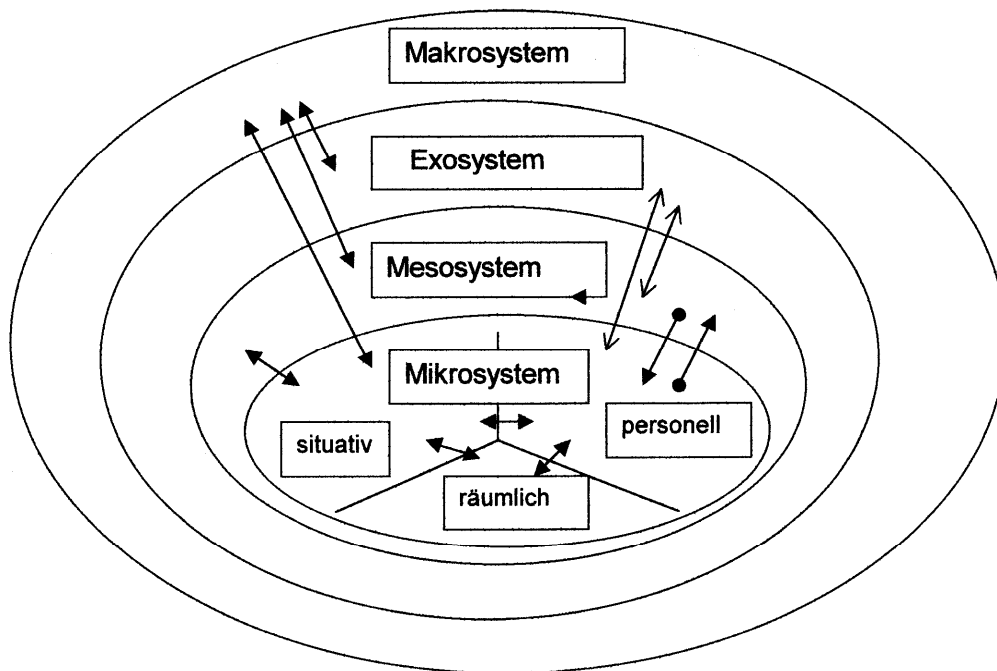 Makrosystem
Exosystem
Mesosystem
Mikrosystem
situativ
personell
räumlich